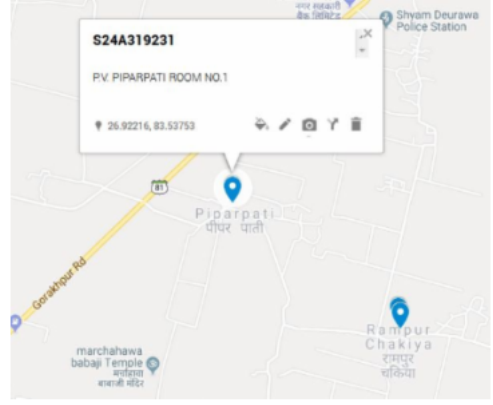 Shyam Deurawa
Police Station
S24A319231
P.V. PIPARPATI ROOM NO.1
26.92216, 83.53753
81
Piparpati
पीपर पाती
Gorakhpur Rd
Rampur
Chakiya
रामपुर
चकिया
marchahawa
babaji Temple
बाबाजी मंदिर